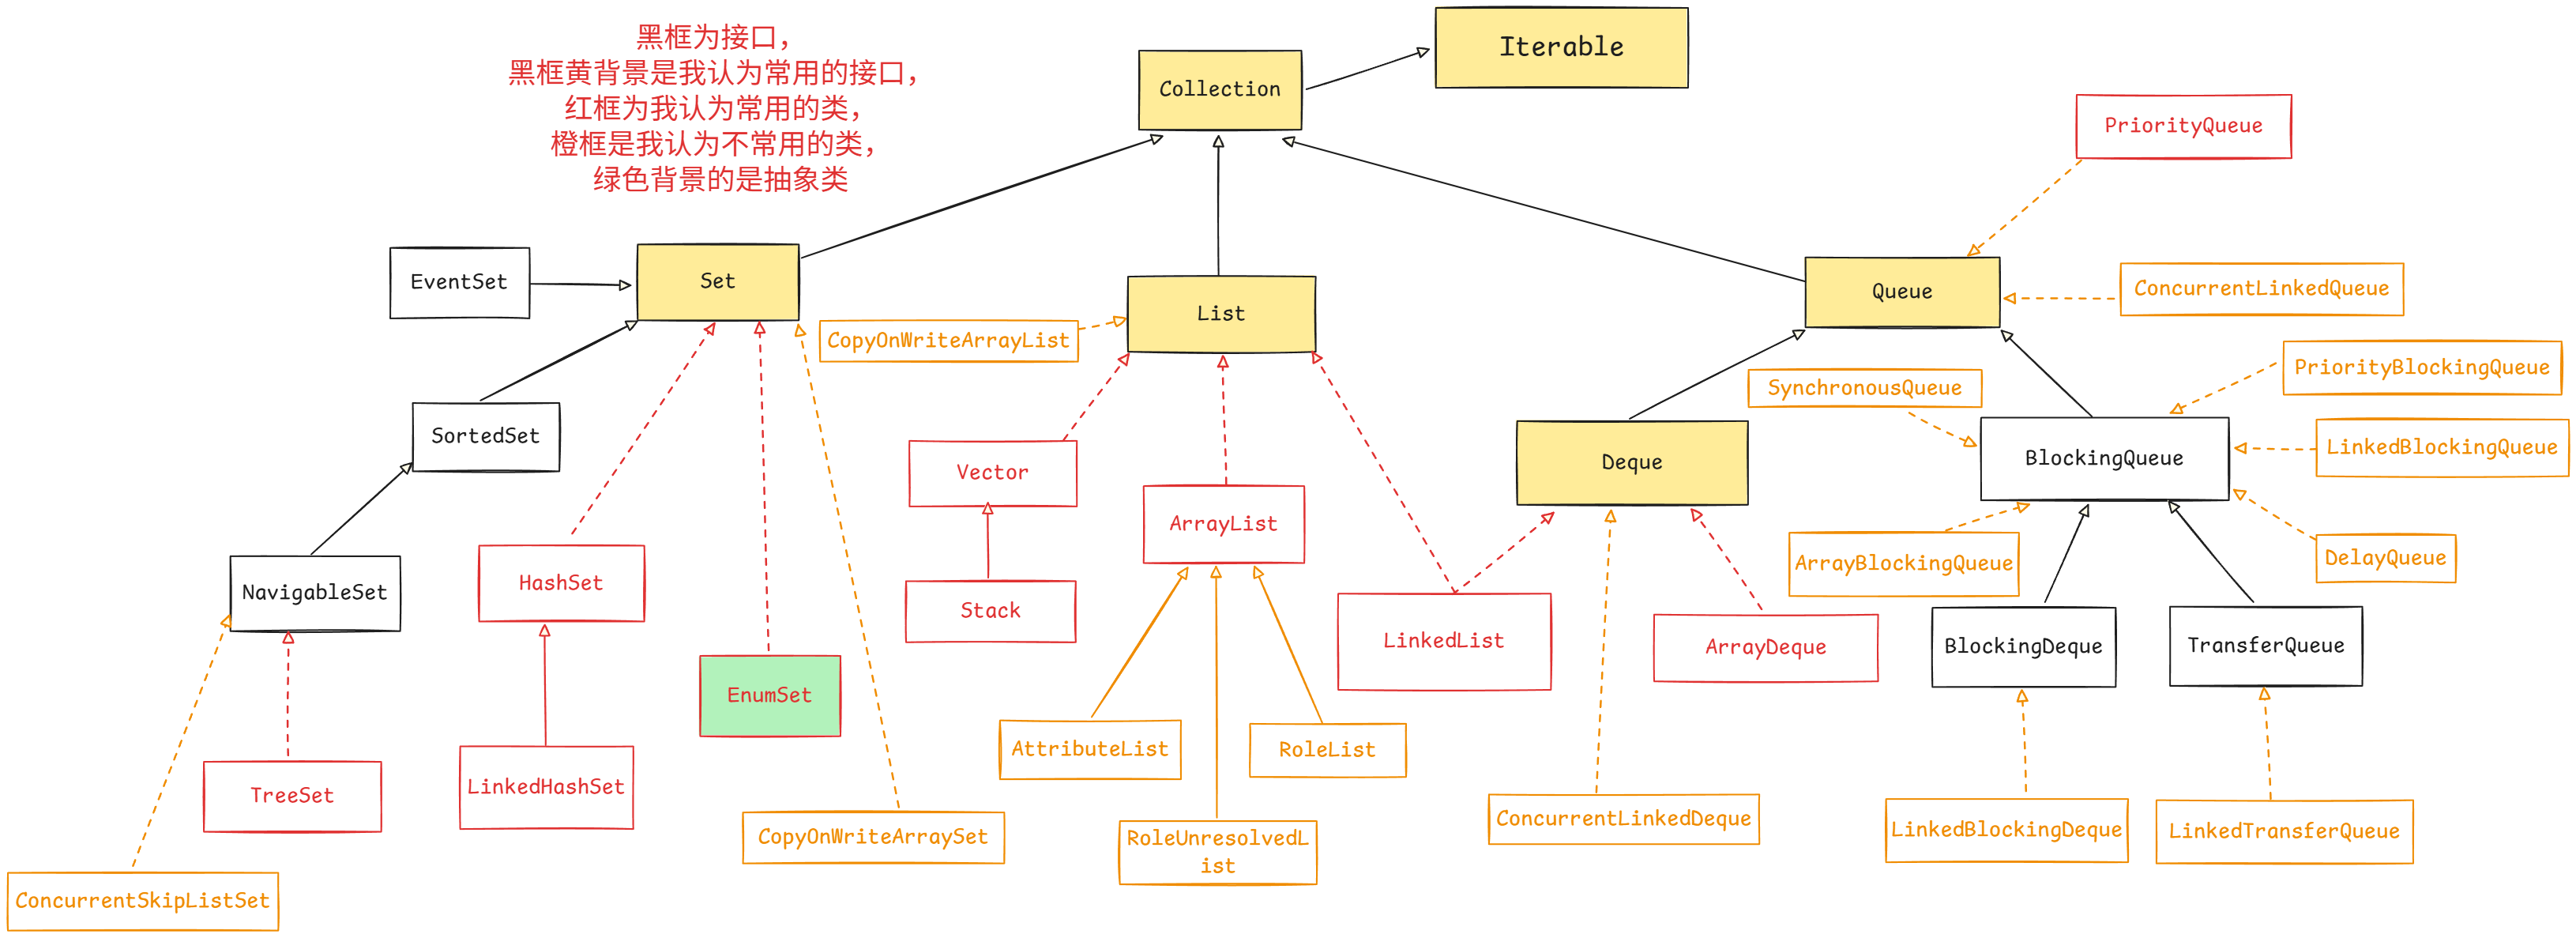 黑框为接口，
黑框黄背景是我认为常用的接口，
红框为我认为常用的类，
橙框是我认为不常用的类，
绿色背景的是抽象类
Iterable
Collection
PriorityQueue
EventSet
Set
List
Queue
ConcurrentLinkedQueue
CopyOnWriteArrayList
SynchronousQueue
PriorityBlockingQueue
SortedSet
Vector
Deque
BlockingQueue
LinkedBlockingQueue
ArrayList
ArrayBlockingQueue
DelayQueue
NavigableSet
HashSet
Stack
LinkedList
ArrayDeque
BlockingDeque
TransferQueue
EnumSet
AttributeList
RoleList
TreeSet
LinkedHashSet
CopyOnWriteArraySet
RoleUnresolvedL
ist
ConcurrentLinkedDeque
LinkedBlockingDeque
LinkedTransferQueue
ConcurrentSkipListSet